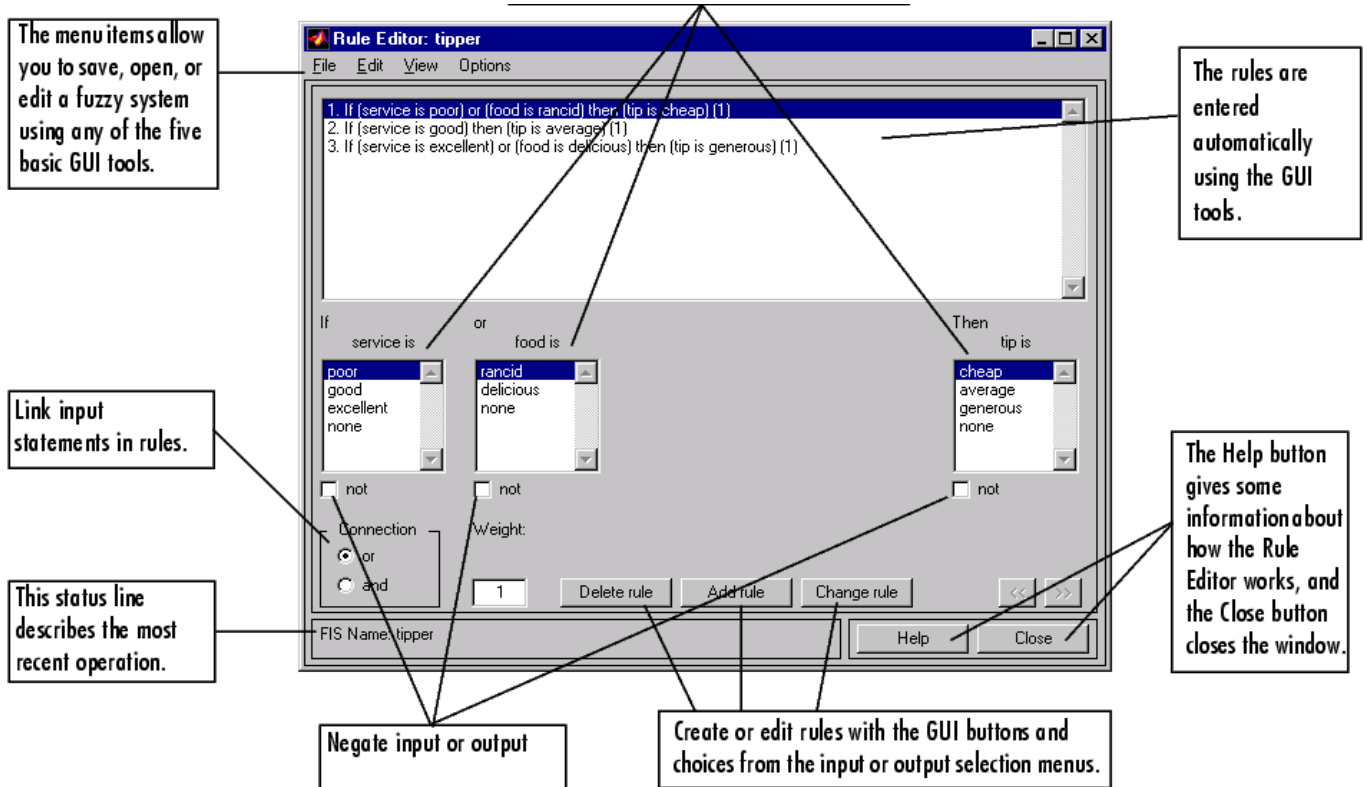 The menu items allow
you to save, open, or
edit a fuzzy system
using any of the five
basic GUI tools.
Rule Editor: tipper
File Edit View Options
1. If (service is poor) or (food is rancid) then (tip is cheap) (1)
2. If (service is good) then (tip is average) (1)
3. If (service is excellent) or (food is delicious) then (tip is generous) (1)
The rules are
entered
automatically
using the GUI
tools.
If
service is
or
food is
Then
tip is
poor
good
excellent
none
rancid
delicious
none
cheap
average
generous
none
not
not
not
Link input
statements in rules.
Connection
or
and
Weight:
1
Delete rule
Add rule
Change rule
<<
>>
The Help button
gives some
information about
how the Rule
Editor works, and
the Close button
closes the window.
This status line
describes the most
recent operation.
FIS Name: tipper
Help
Close
Negate input or output
Create or edit rules with the GUI buttons and
choices from the input or output selection menus.